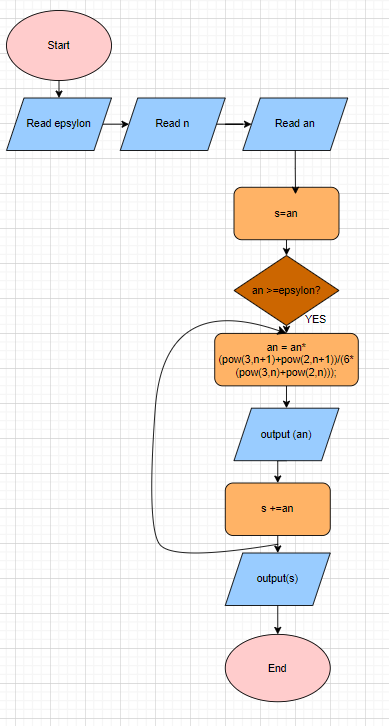 Start
Read epsylon
Read n
Read an
s=an
an >=epsylon?
YES
an = an*
(pow(3,n+1)+pow(2,n+1))/(6*
(pow(3,n)+pow(2,n)));
output (an)
s +=an
output(s)
End